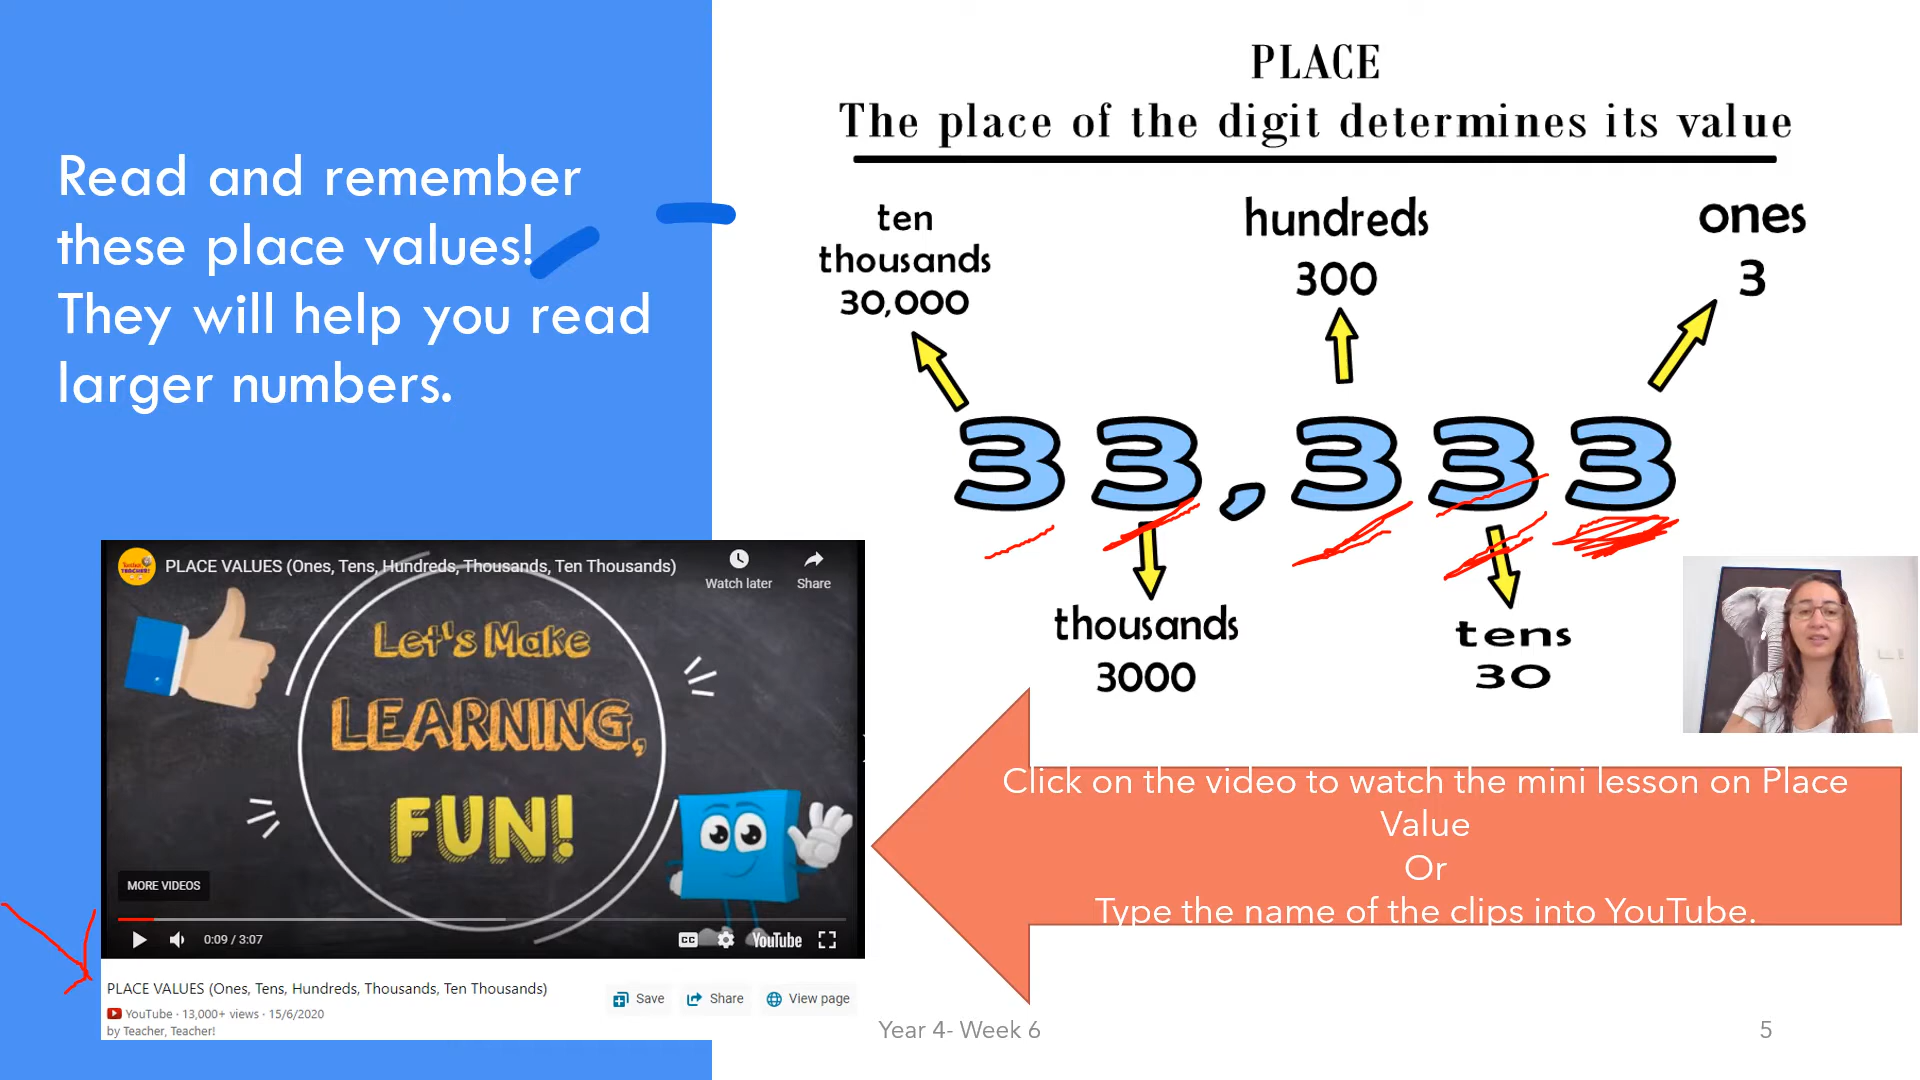 Read and remember
these place values!
They will help you read
larger numbers.
PLACE
The place of the digit determines its value
ten
thousands
30,000
hundreds
300
ones
3
33,333
thousands
3000
tens
30
PLACE VALUES (Ones, Tens, Hundreds, Thousands, Ten Thousands)
Watch later
Share
Let's Make
LEARNING,
FUN!
MORE VIDEOS
0:09 / 3:07
CC
YouTube
PLACE VALUES (Ones, Tens, Hundreds, Thousands, Ten Thousands)
YouTube · 13,000+ views · 15/6/2020
by Teacher, Teacher!
Save
Share
View page
Click on the video to watch the mini lesson on Place
Value
Or
Type the name of the clips into YouTube.
Year 4- Week 6
5